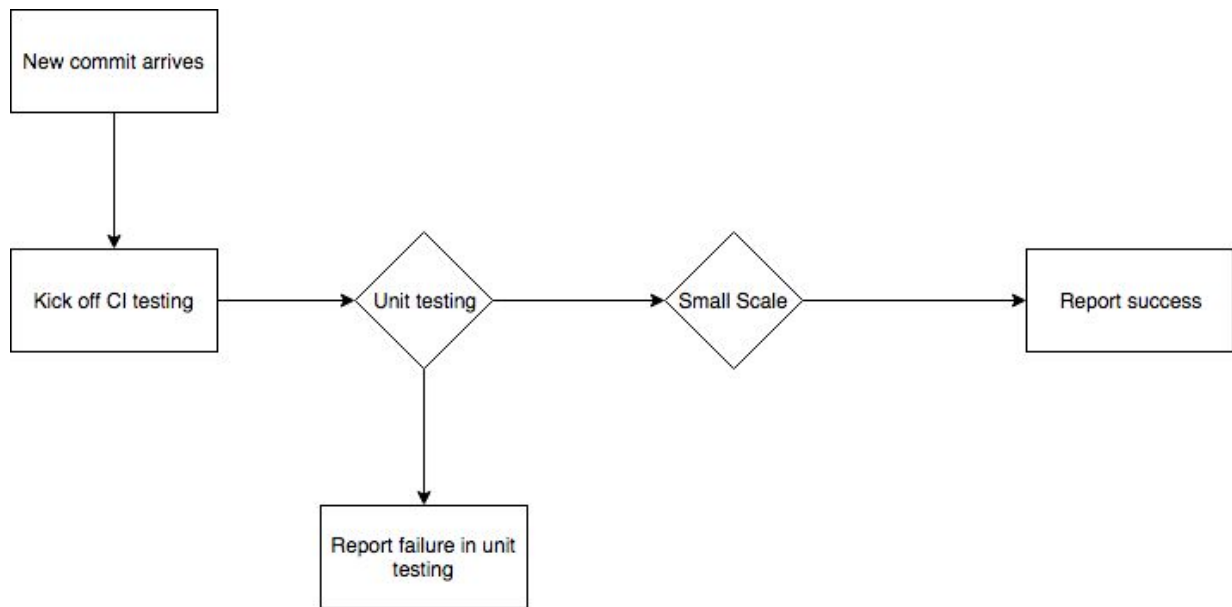 New commit arrives
Kick off CI testing
Unit testing
Small Scale
Report success
Report failure in unit
testing